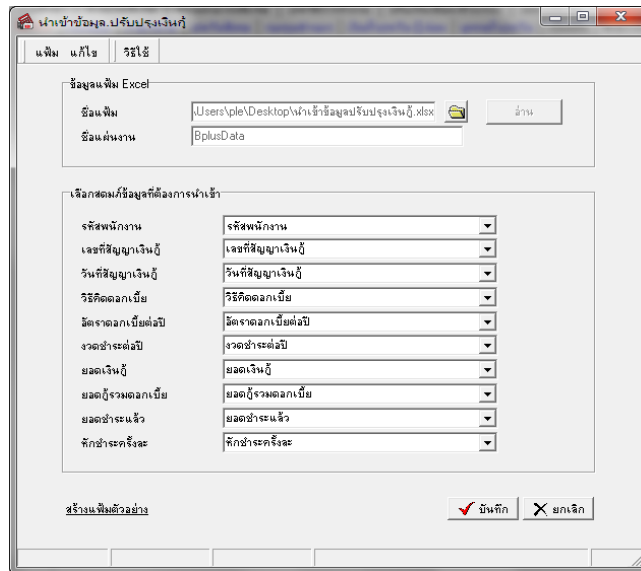 นำเข้าข้อมูล.ปรับปรุงเงินกู้
แฟ้ม แก้ไข วิธีใช้
ข้อมูลแฟ้ม Excel
ชื่อแฟ้ม \Users\ple\Desktop\นำเข้าข้อมูลปรับปรุงเงินกู้.xlsx อ่าน
ชื่อแผ่นงาน BplusData
เลือกสดมภ์ข้อมูลที่ต้องการนำเข้า
รหัสพนักงาน รหัสพนักงาน
เลขที่สัญญาเงินกู้ เลขที่สัญญาเงินกู้
วันที่สัญญาเงินกู้ วันที่สัญญาเงินกู้
วิธีคิดดอกเบี้ย วิธีคิดดอกเบี้ย
อัตราดอกเบี้ยต่อปี อัตราดอกเบี้ยต่อปี
งวดชำระต่อปี งวดชำระต่อปี
ยอดเงินกู้ ยอดเงินกู้
ยอดกู้รวมดอกเบี้ย ยอดกู้รวมดอกเบี้ย
ยอดชำระแล้ว ยอดชำระแล้ว
หักชำระครั้งละ หักชำระครั้งละ
สร้างแฟ้มตัวอย่าง บันทึก ยกเลิก